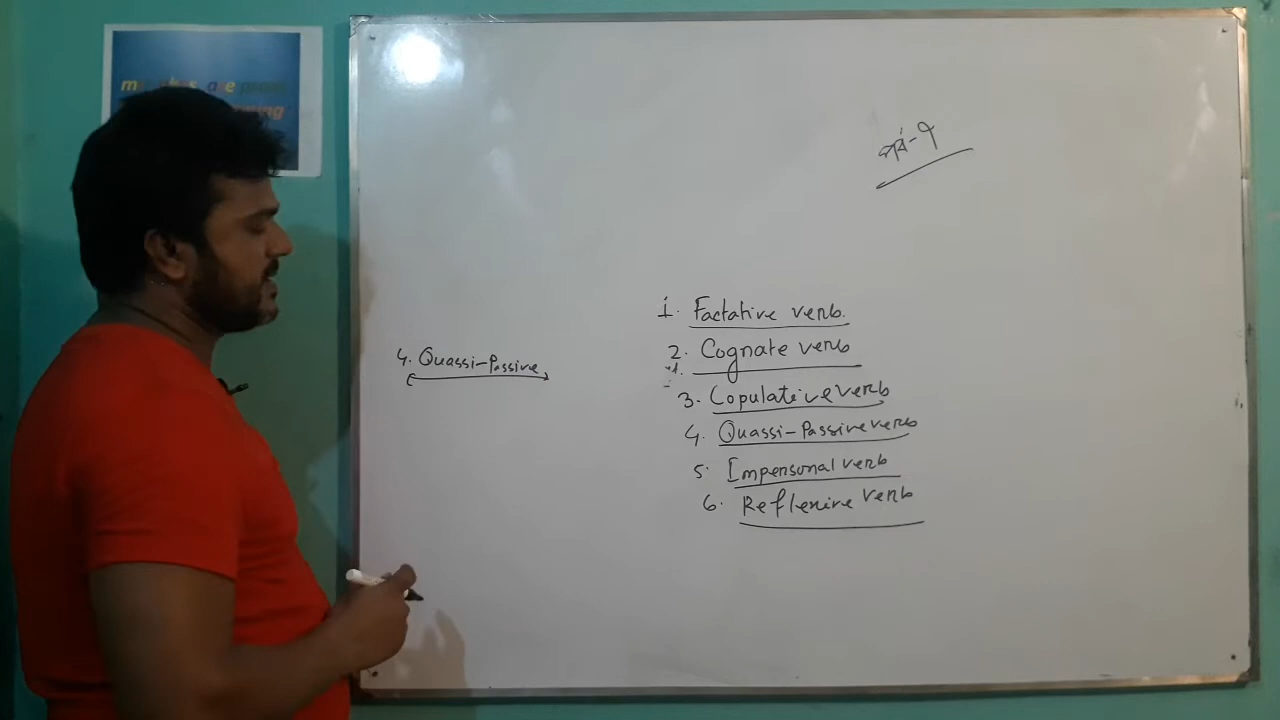 are
পর্ব-৭
1. Factative verb.
2. Cognate verb
3. Copulative verb
4. Quassi-Passive verb
5. Impersonal verb
6. Reflexive verb
4. Quassi-Passive